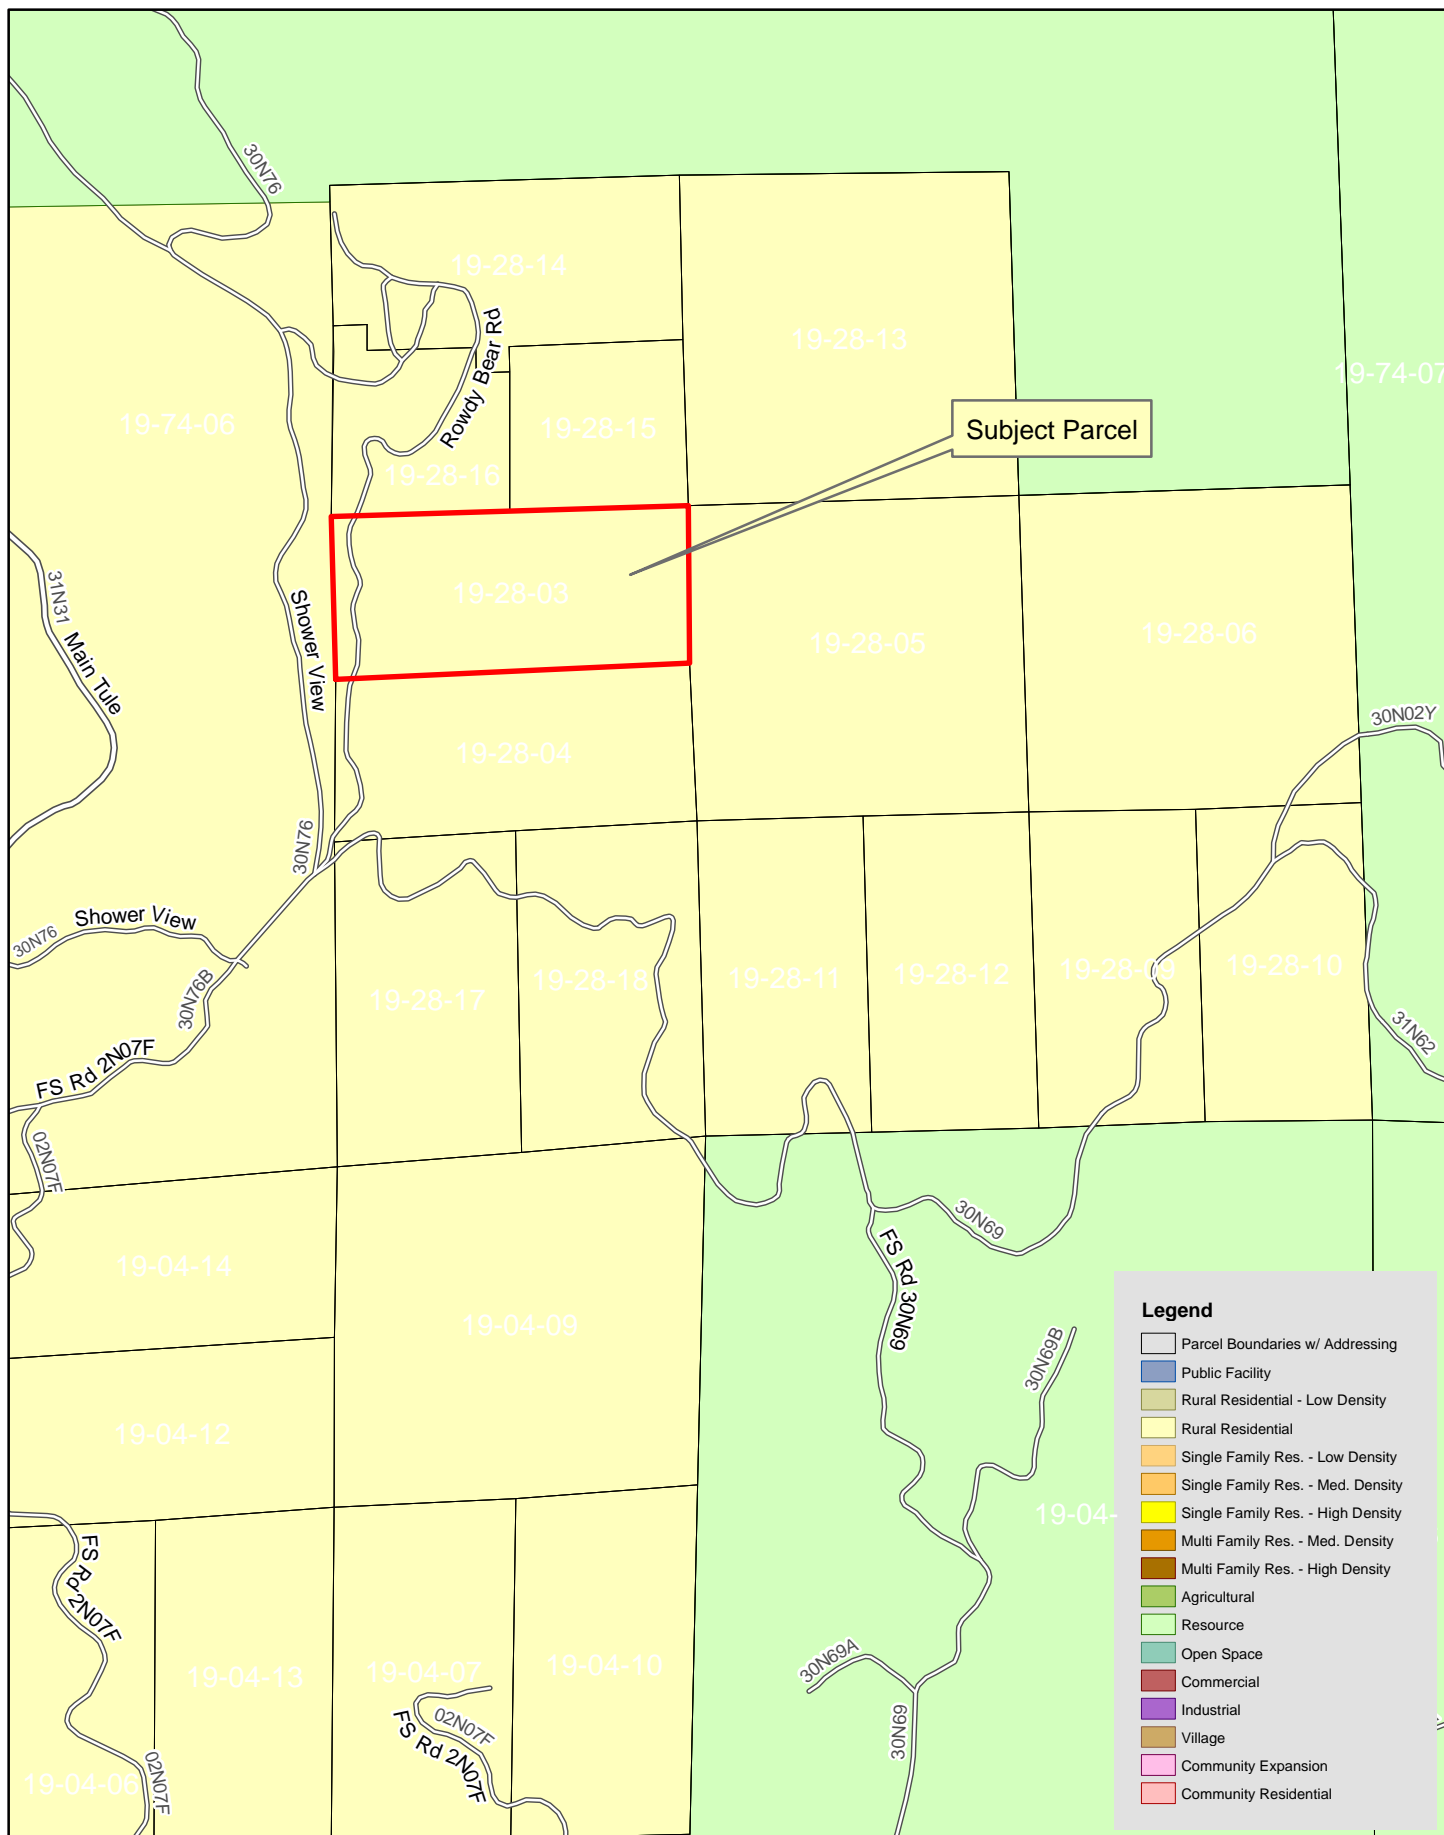 30N76
19-28-14
19-28-13
19-74-07
Rowdy Bear Rd
19-74-06
19-28-15
Subject Parcel
19-28-16
31N31
Main Tule
Shower View
19-28-03
19-28-05
19-28-06
30N02Y
19-28-04
30N76
Shower View
30N76
30N76B
19-28-17
19-28-18
19-28-11
19-28-12
19-28-09
19-28-10
31N62
FS Rd 2N07F
02N07F
30N69
19-04-14
FS Rd 30N69
19-04-09
30N69B
19-04-12
19-04-
FS Rd 2N07F
19-04-13
19-04-07
19-04-10
30N69A
02N07F
FS Rd 2N07F
30N69
19-04-06
02N07F
Legend
Parcel Boundaries w/ Addressing
Public Facility
Rural Residential - Low Density
Rural Residential
Single Family Res. - Low Density
Single Family Res. - Med. Density
Single Family Res. - High Density
Multi Family Res. - Med. Density
Multi Family Res. - High Density
Agricultural
Resource
Open Space
Commercial
Industrial
Village
Community Expansion
Community Residential